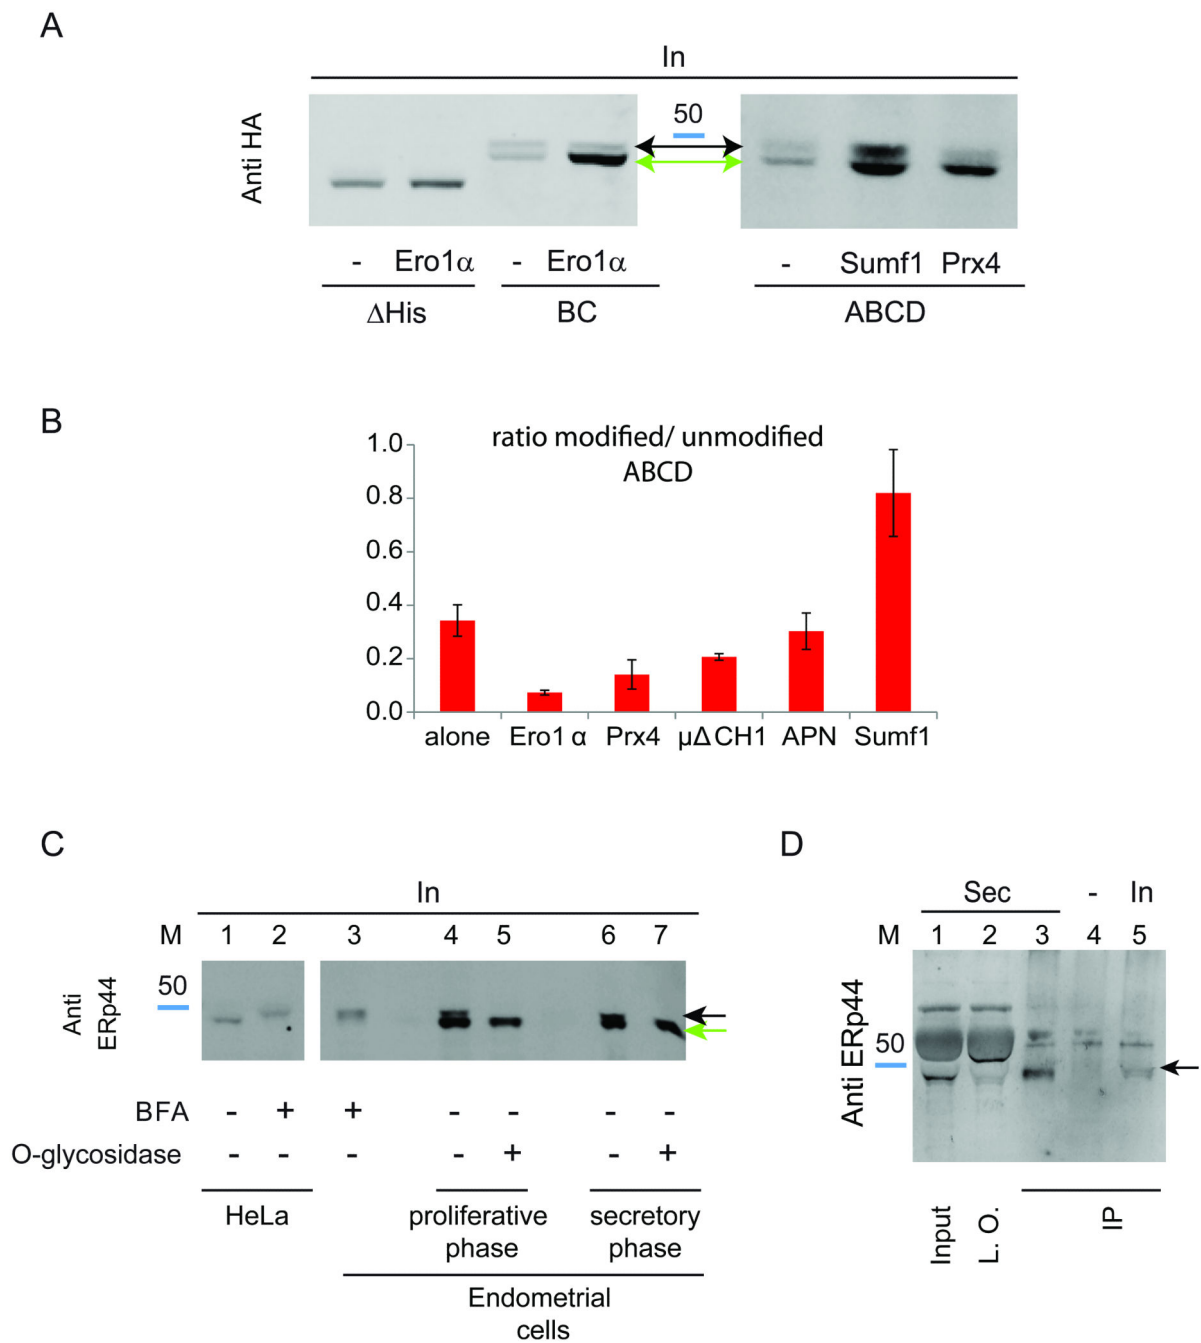 A
In
Anti HA
50
- Ero1α - Ero1α - Sumf1 Prx4
ΔHis BC ABCD
B
ratio modified/ unmodified
ABCD
1.0
0.8
0.6
0.4
0.2
0.0
alone Ero1 α Prx4 μΔ CH1 APN Sumf1
C
In
M 1 2 3 4 5 6 7
50
Anti
ERp44
BFA - + + - - - -
O-glycosidase - - - - + - +
HeLa
proliferative
phase
secretory
phase
Endometrial
cells
D
Sec - In
M 1 2 3 4 5
Anti ERp44
50
Input
L. O.
IP